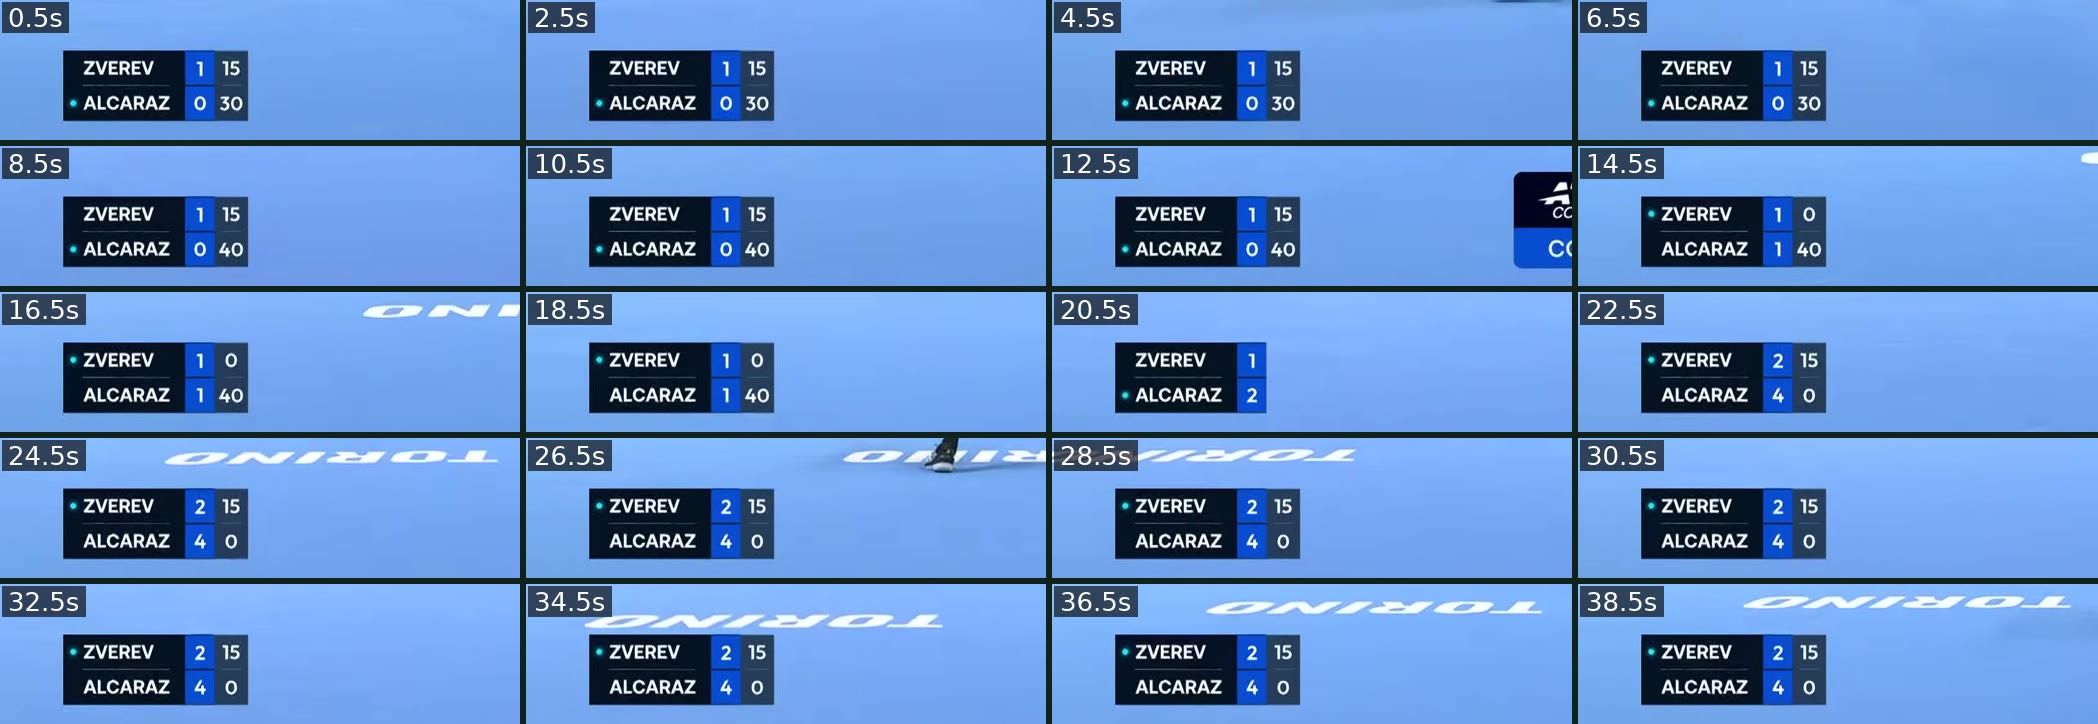 0.5s
ZVEREV 1 15
ALCARAZ 0 30
2.5s
ZVEREV 1 15
ALCARAZ 0 30
4.5s
ZVEREV 1 15
ALCARAZ 0 30
6.5s
ZVEREV 1 15
ALCARAZ 0 30
8.5s
ZVEREV 1 15
ALCARAZ 0 40
10.5s
ZVEREV 1 15
ALCARAZ 0 40
12.5s
ZVEREV 1 15
ALCARAZ 0 40
14.5s
ZVEREV 1 0
ALCARAZ 1 40
16.5s
ZVEREV 1 0
ALCARAZ 1 40
18.5s
ZVEREV 1 0
ALCARAZ 1 40
20.5s
ZVEREV 1
ALCARAZ 2
22.5s
ZVEREV 2 15
ALCARAZ 4 0
24.5s
TORINO
ZVEREV 2 15
ALCARAZ 4 0
26.5s
ZVEREV 2 15
ALCARAZ 4 0
28.5s
ZVEREV 2 15
ALCARAZ 4 0
30.5s
ZVEREV 2 15
ALCARAZ 4 0
32.5s
ZVEREV 2 15
ALCARAZ 4 0
34.5s
TORINO
ZVEREV 2 15
ALCARAZ 4 0
36.5s
TORINO
ZVEREV 2 15
ALCARAZ 4 0
38.5s
TORINO
ZVEREV 2 15
ALCARAZ 4 0